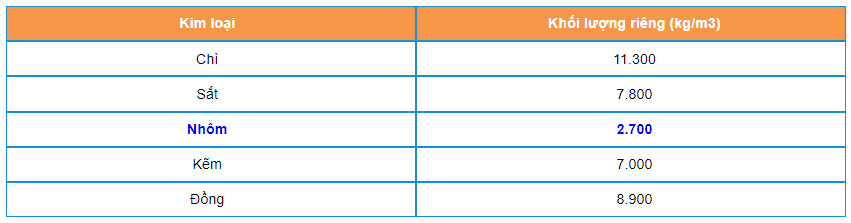 Kim loại Khối lượng riêng (kg/m3)
Chì 11.300
Sắt 7.800
Nhôm 2.700
Kẽm 7.000
Đồng 8.900